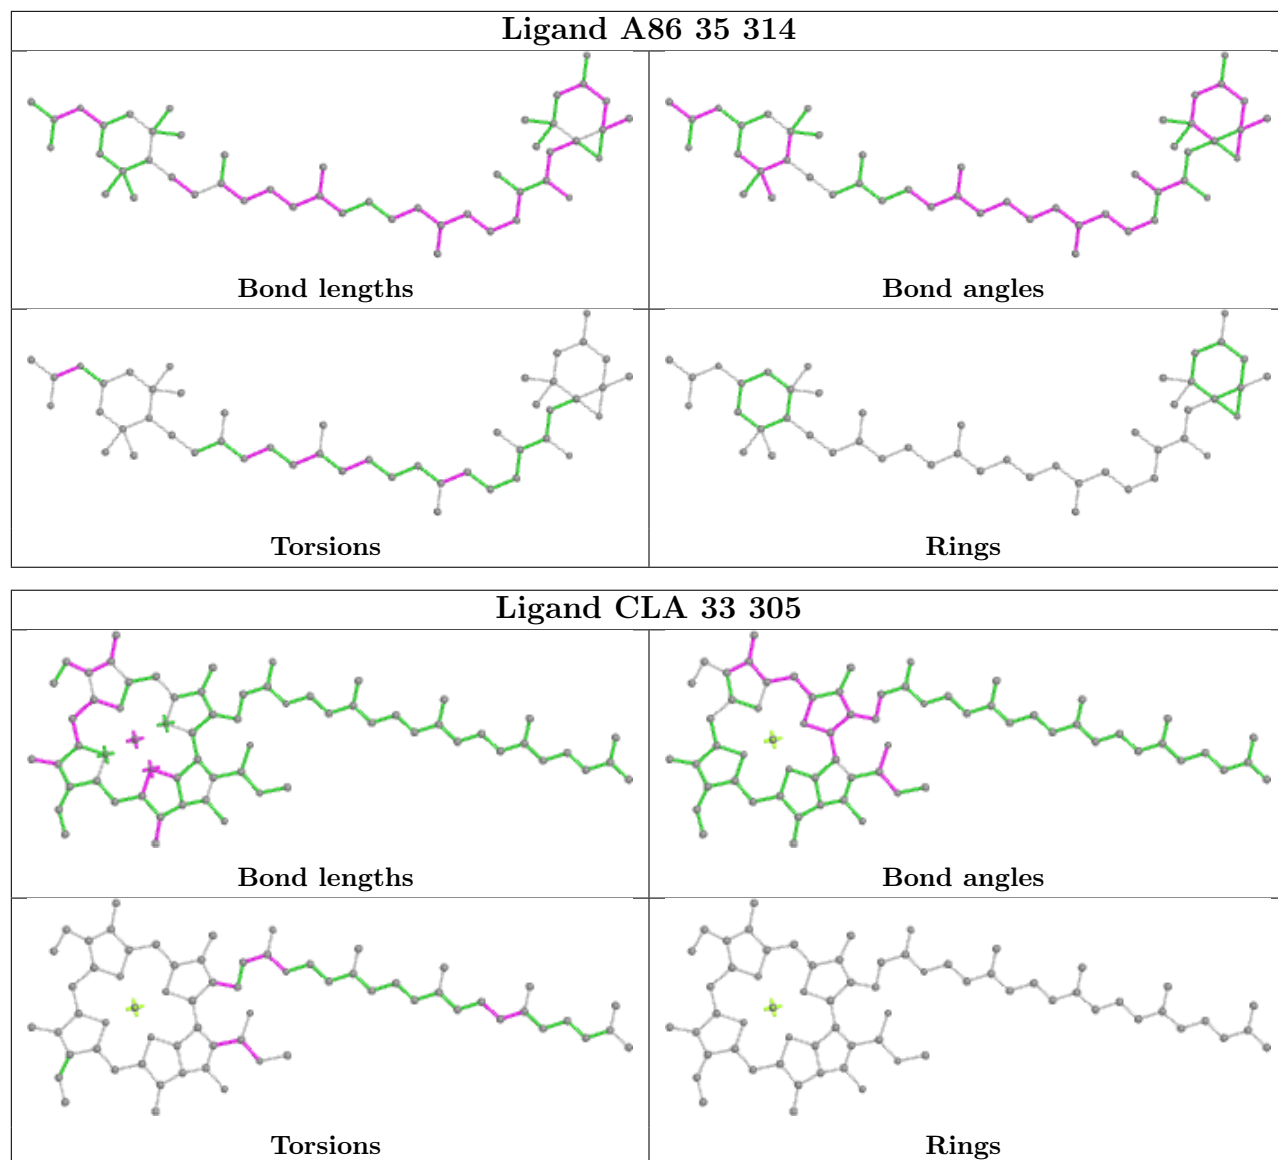 Ligand A86 35 314
Bond lengths
Bond angles
Torsions
Rings
Ligand CLA 33 305
Bond lengths
Bond angles
Torsions
Rings